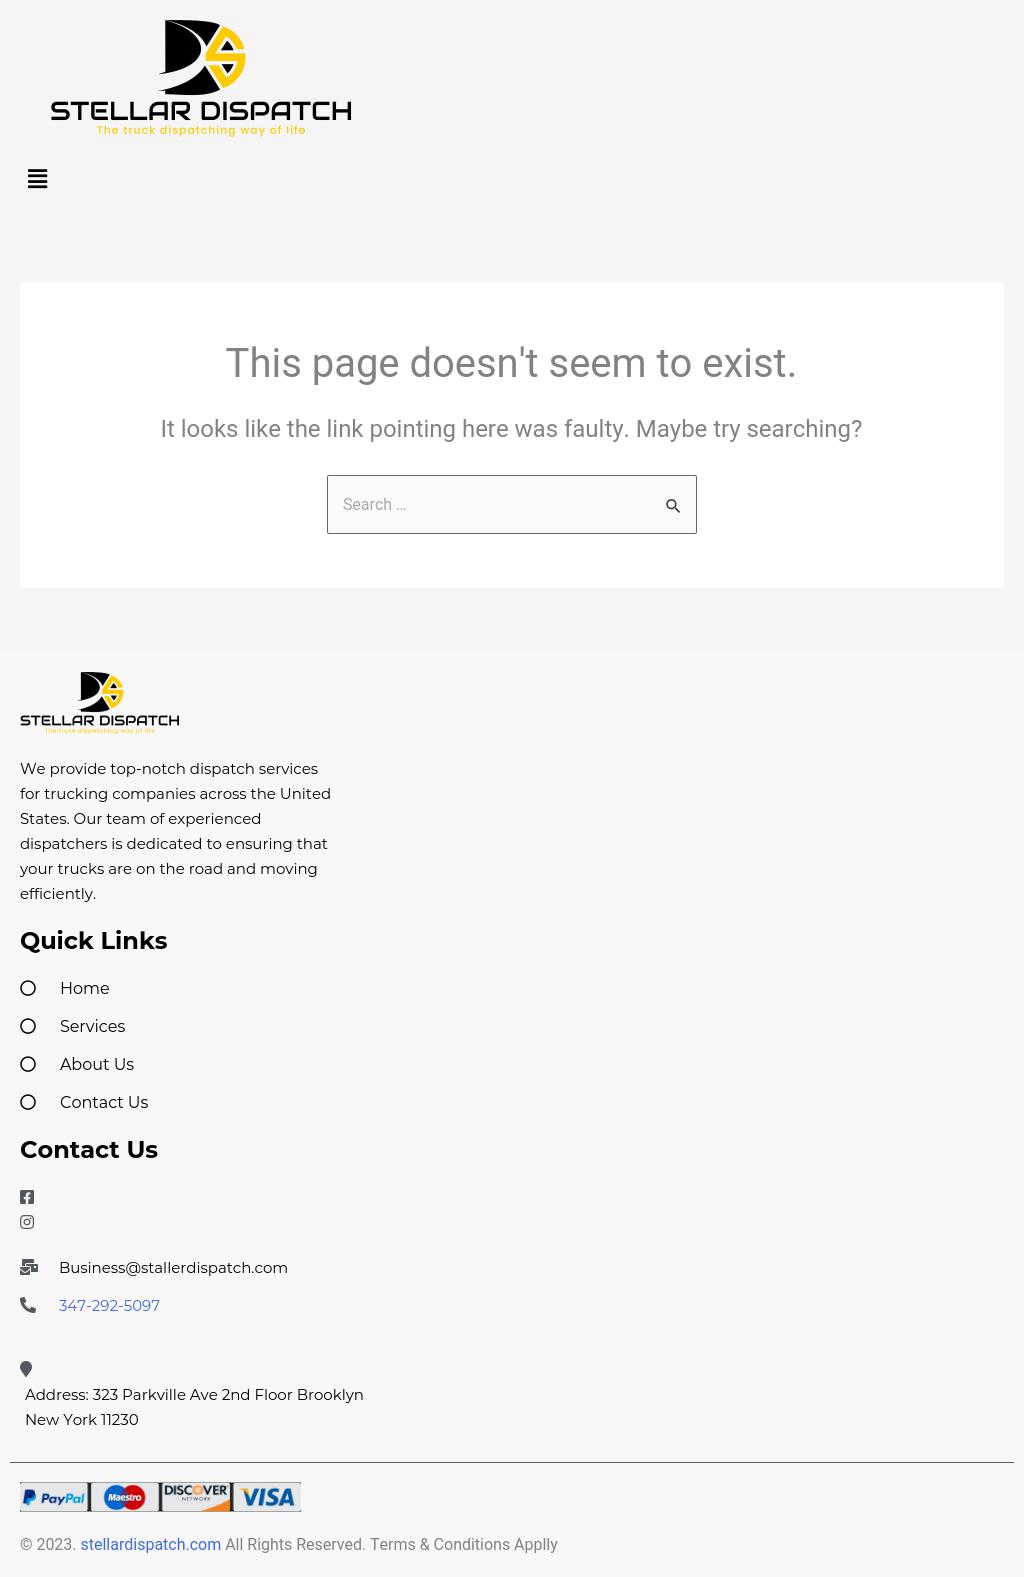 STELLAR DISPATCH
The truck dispatching way of life
This page doesn't seem to exist.
It looks like the link pointing here was faulty. Maybe try searching?
Search ...
STELLAR DISPATCH
The truck dispatching way of life
We provide top-notch dispatch services
for trucking companies across the United
States. Our team of experienced
dispatchers is dedicated to ensuring that
your trucks are on the road and moving
efficiently.
Quick Links
Home
Services
About Us
Contact Us
Contact Us
Business@stallerdispatch.com
347-292-5097
Address: 323 Parkville Ave 2nd Floor Brooklyn
New York 11230
PayPal Maestro DISCOVER NETWORK VISA
© 2023. stellardispatch.com All Rights Reserved. Terms & Conditions Applly